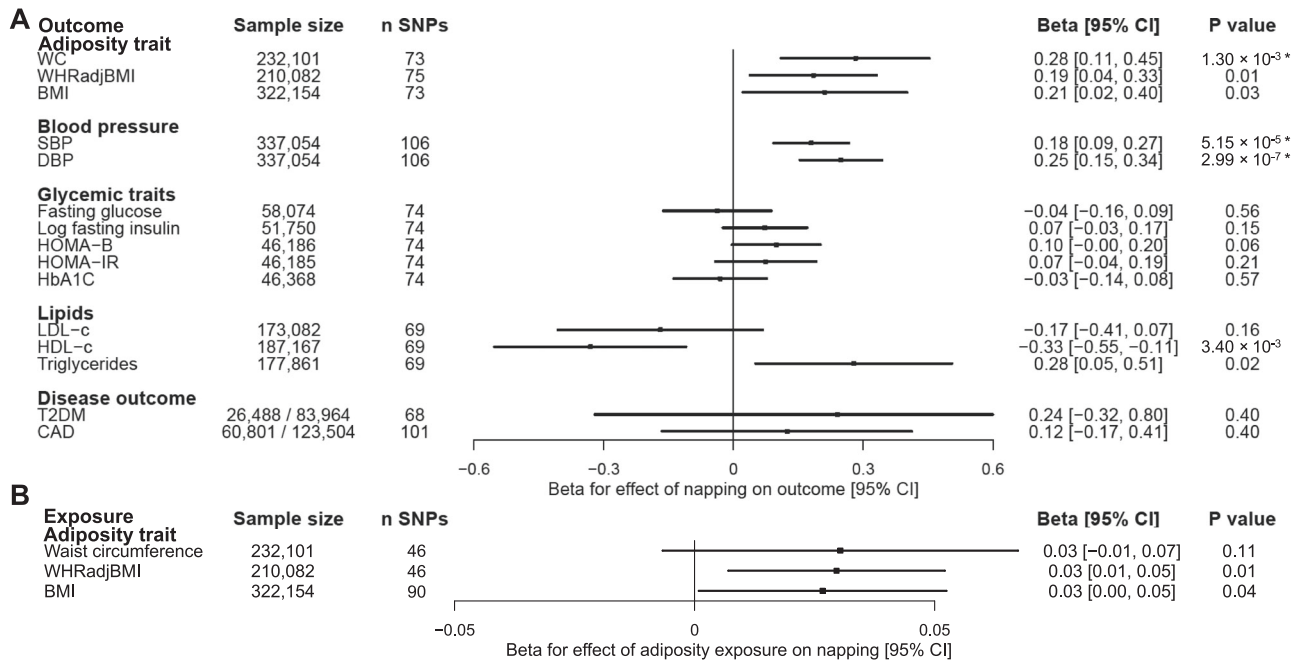 A
Outcome Sample size n SNPs Beta [95% CI] P value
Adiposity trait
WC 232,101 73 0.28 [0.11, 0.45] 1.30 × 10⁻³ *
WHRadjBMI 210,082 75 0.19 [0.04, 0.33] 0.01
BMI 322,154 73 0.21 [0.02, 0.40] 0.03
Blood pressure
SBP 337,054 106 0.18 [0.09, 0.27] 5.15 × 10⁻⁵ *
DBP 337,054 106 0.25 [0.15, 0.34] 2.99 × 10⁻⁷ *
Glycemic traits
Fasting glucose 58,074 74 −0.04 [−0.16, 0.09] 0.56
Log fasting insulin 51,750 74 0.07 [−0.03, 0.17] 0.15
HOMA−B 46,186 74 0.10 [−0.00, 0.20] 0.06
HOMA−IR 46,185 74 0.07 [−0.04, 0.19] 0.21
HbA1C 46,368 74 −0.03 [−0.14, 0.08] 0.57
Lipids
LDL−c 173,082 69 −0.17 [−0.41, 0.07] 0.16
HDL−c 187,167 69 −0.33 [−0.55, −0.11] 3.40 × 10⁻³
Triglycerides 177,861 69 0.28 [0.05, 0.51] 0.02
Disease outcome
T2DM 26,488 / 83,964 68 0.24 [−0.32, 0.80] 0.40
CAD 60,801 / 123,504 101 0.12 [−0.17, 0.41] 0.40
−0.6 −0.3 0 0.3 0.6
Beta for effect of napping on outcome [95% CI]
B
Exposure Sample size n SNPs Beta [95% CI] P value
Adiposity trait
Waist circumference 232,101 46 0.03 [−0.01, 0.07] 0.11
WHRadjBMI 210,082 46 0.03 [0.01, 0.05] 0.01
BMI 322,154 90 0.03 [0.00, 0.05] 0.04
−0.05 0 0.05
Beta for effect of adiposity exposure on napping [95% CI]